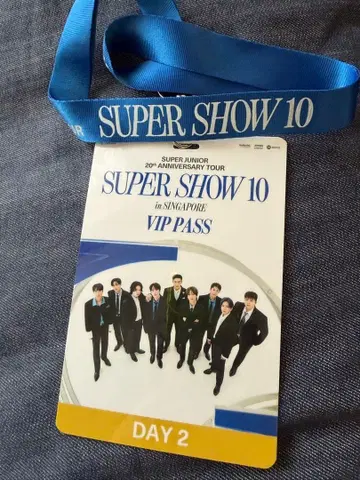 SUPER SHOW 10
SUPER JUNIOR
20th ANNIVERSARY TOUR
SUPER SHOW 10
in SINGAPORE
VIP PASS
DAY 2